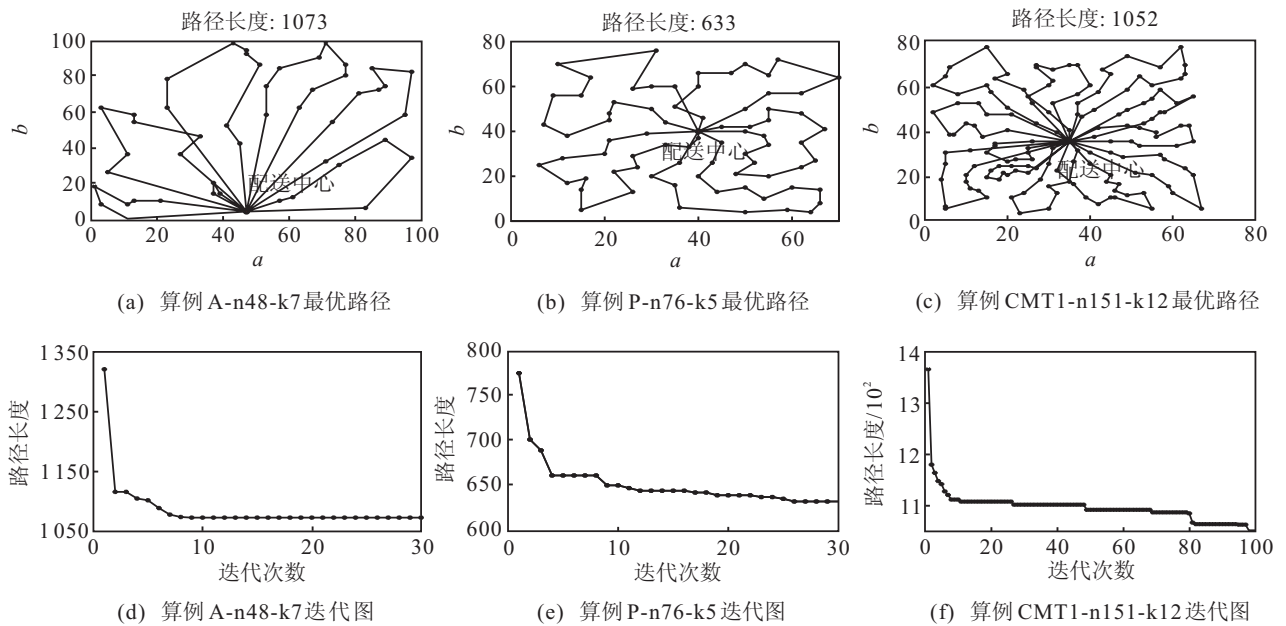 路径长度: 1073
100
80
60
40
20
0
b
配送中心
0 20 40 60 80 100
a
(a) 算例 A-n48-k7最优路径
路径长度: 633
80
60
40
20
0
b
配送中心
0 20 40 60
a
(b) 算例 P-n76-k5最优路径
路径长度: 1052
80
60
40
20
0
b
配送中心
0 20 40 60 80
a
(c) 算例 CMT1-n151-k12最优路径
1 350
1 250
1 150
1 050
路径长度
0 10 20 30
迭代次数
(d) 算例 A-n48-k7迭代图
800
750
700
650
600
路径长度
0 10 20 30
迭代次数
(e) 算例 P-n76-k5迭代图
14
13
12
11
10
路径长度/10²
0 20 40 60 80 100
迭代次数
(f) 算例 CMT1-n151-k12迭代图